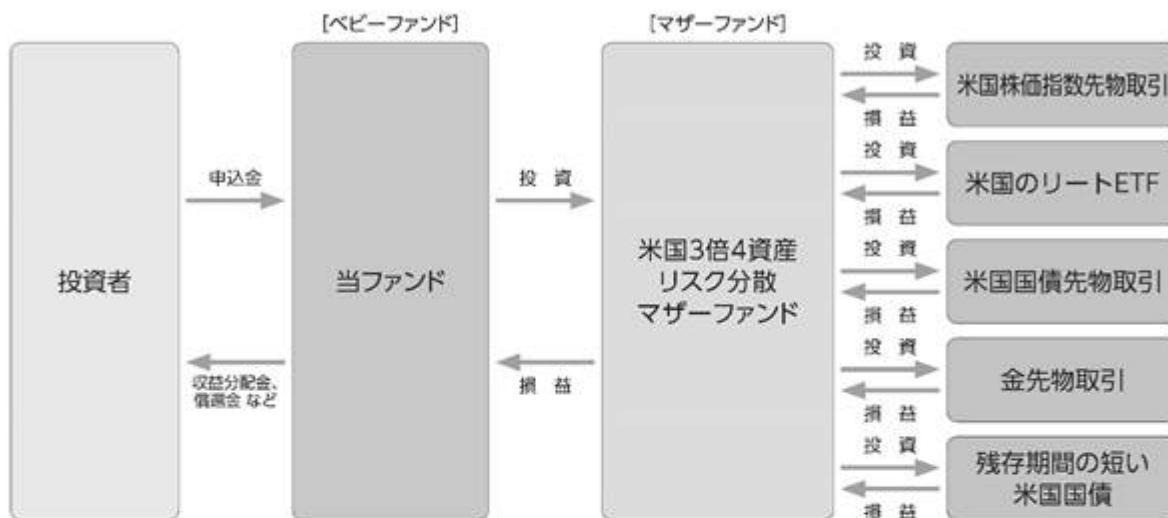 [ベビーファンド]
[マザーファンド]
投資者
申込金
収益分配金、
償還金 など
当ファンド
投 資
損 益
米国3倍4資産
リスク分散
マザーファンド
投 資
損 益
米国株価指数先物取引
投 資
損 益
米国のリートETF
投 資
損 益
米国国債先物取引
投 資
損 益
金先物取引
投 資
損 益
残存期間の短い
米国国債